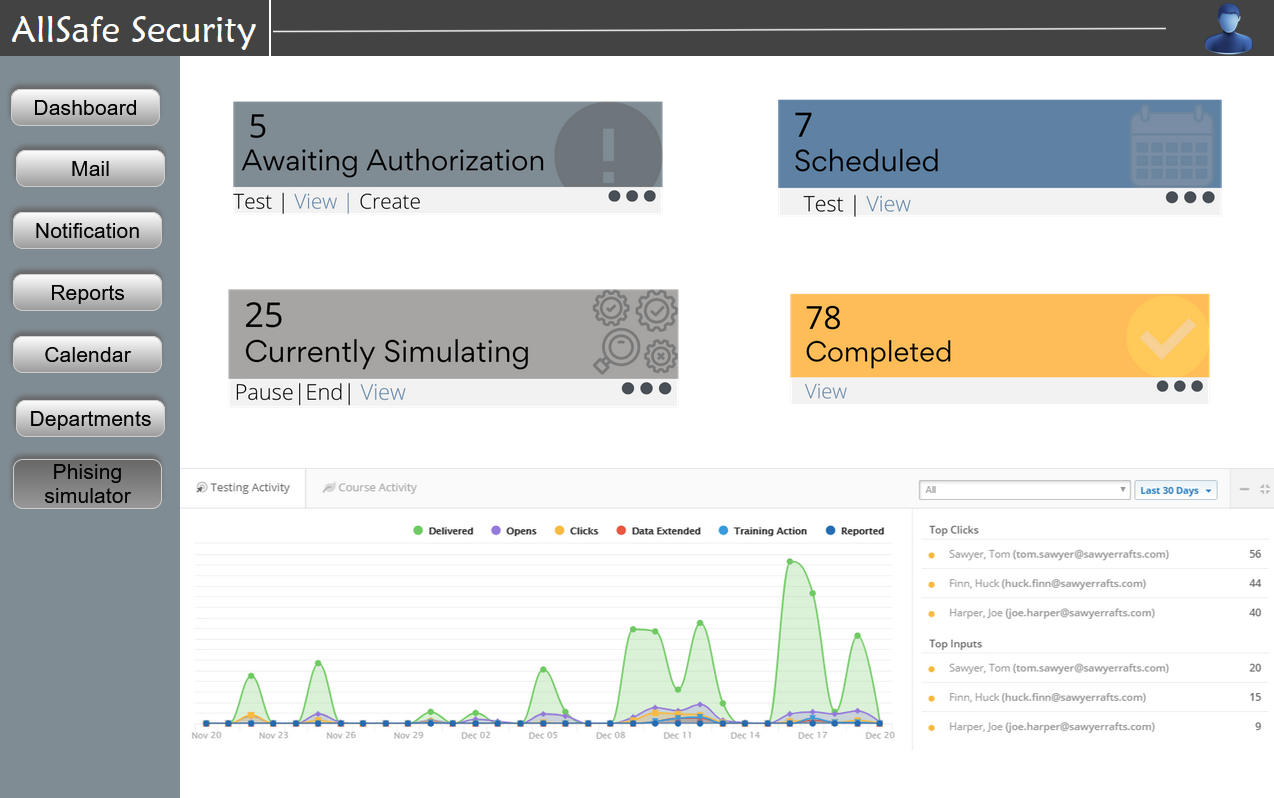 AllSafe Security
Dashboard
Mail
Notification
Reports
Calendar
Departments
Phising
simulator
5
Awaiting Authorization
Test | View | Create
7
Scheduled
Test | View
25
Currently Simulating
Pause|End| View
78
Completed
View
Testing Activity
Course Activity
All
Last 30 Days
Delivered Opens Clicks Data Extended Training Action Reported
Nov 20 Nov 23 Nov 26 Nov 29 Dec 02 Dec 05 Dec 08 Dec 11 Dec 14 Dec 17 Dec 20
Top Clicks
Sawyer, Tom (tom.sawyer@sawyerrafts.com) 56
Finn, Huck (huck.finn@sawyerrafts.com) 44
Harper, Joe (joe.harper@sawyerrafts.com) 40
Top Inputs
Sawyer, Tom (tom.sawyer@sawyerrafts.com) 20
Finn, Huck (huck.finn@sawyerrafts.com) 15
Harper, Joe (joe.harper@sawyerrafts.com) 9